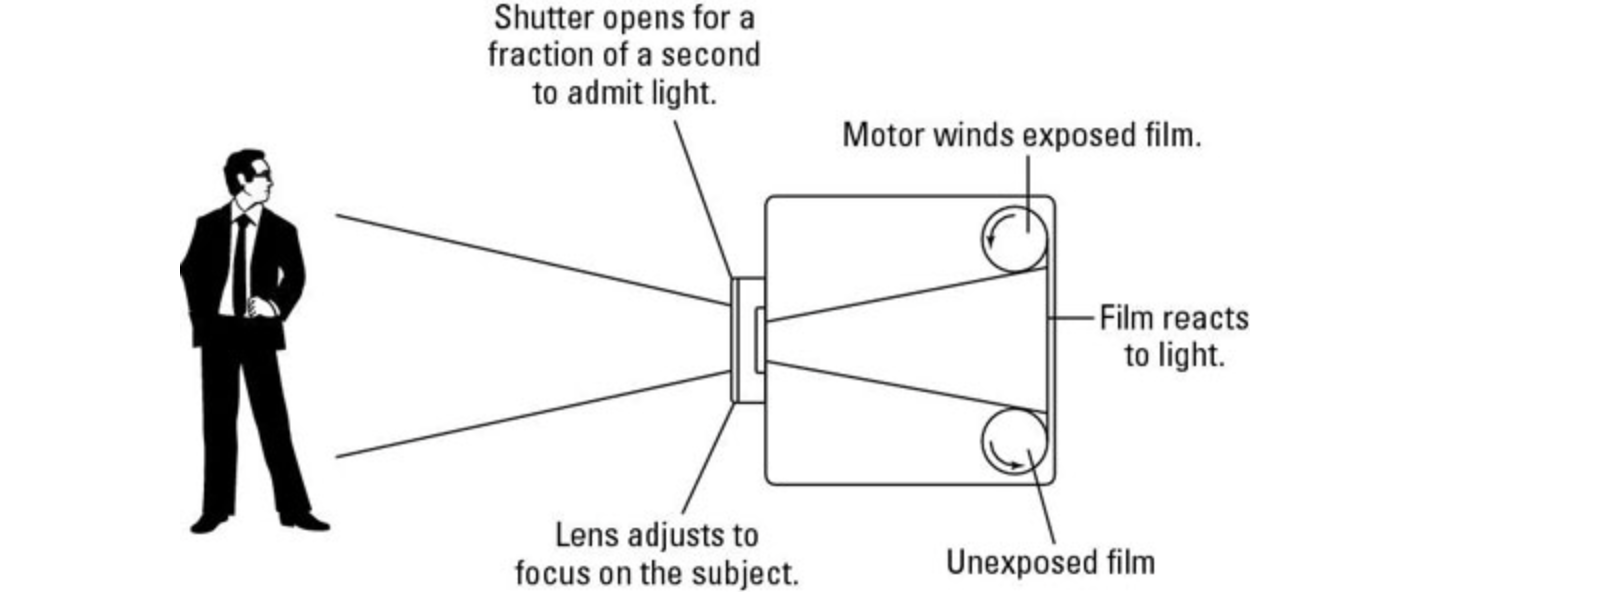 Shutter opens for a
fraction of a second
to admit light.
Motor winds exposed film.
Film reacts
to light.
Lens adjusts to
focus on the subject.
Unexposed film